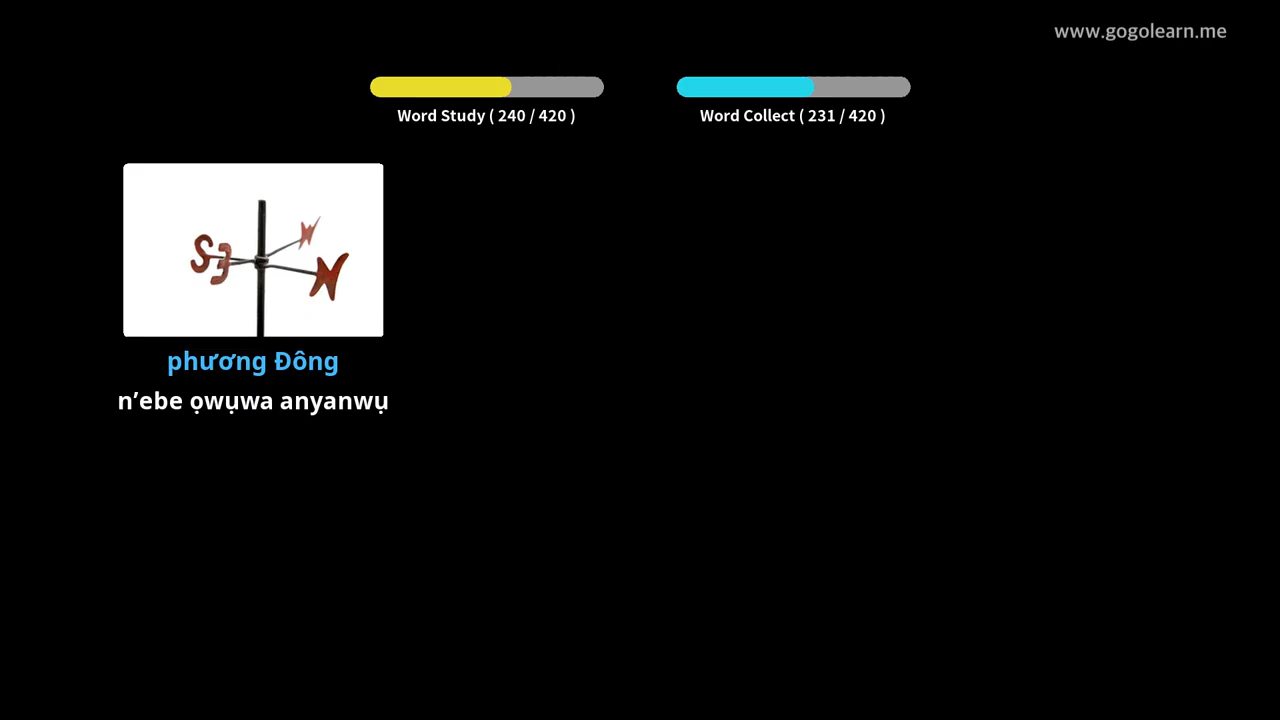 www.gogolearn.me
Word Study ( 240 / 420 )
Word Collect ( 231 / 420 )
S E N W
phương Đông
n’ebe ọwụwa anyanwụ